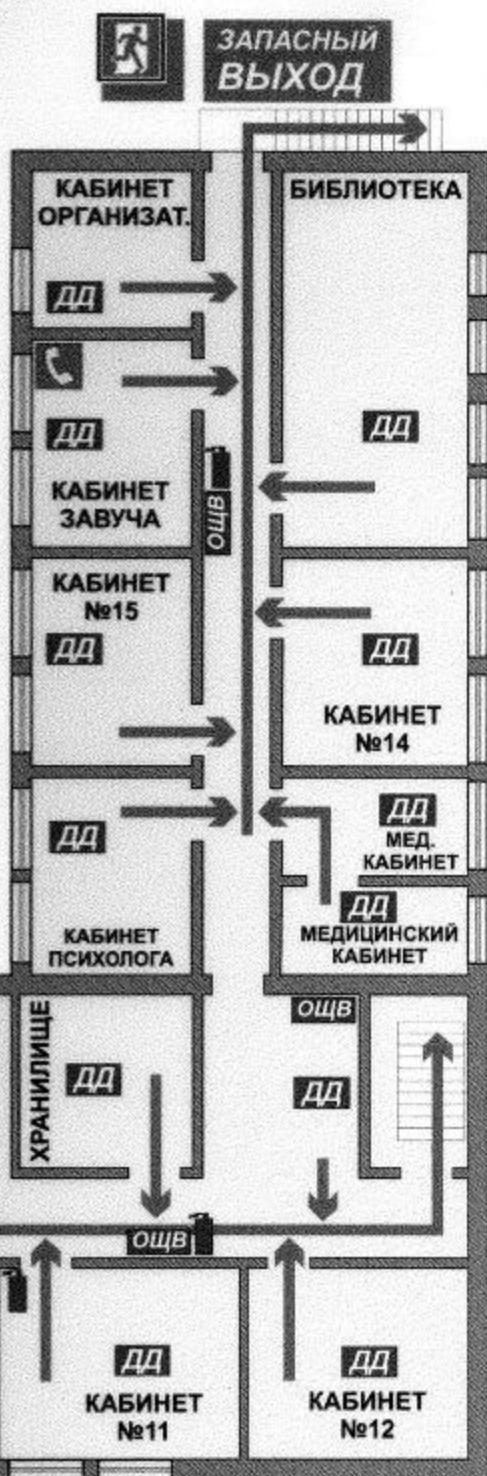 ЗАПАСНЫЙ
ВЫХОД
КАБИНЕТ
ОРГАНИЗАТ.
БИБЛИОТЕКА
ДД
ДД
ДД
КАБИНЕТ
ЗАВУЧА
ОЩВ
КАБИНЕТ
№15
ДД
ДД
КАБИНЕТ
№14
ДД
МЕД.
КАБИНЕТ
ДД
КАБИНЕТ
ПСИХОЛОГА
ДД
МЕДИЦИНСКИЙ
КАБИНЕТ
ХРАНИЛИЩЕ
ДД
ОЩВ
ДД
ОЩВ
ДД
КАБИНЕТ
№11
ДД
КАБИНЕТ
№12